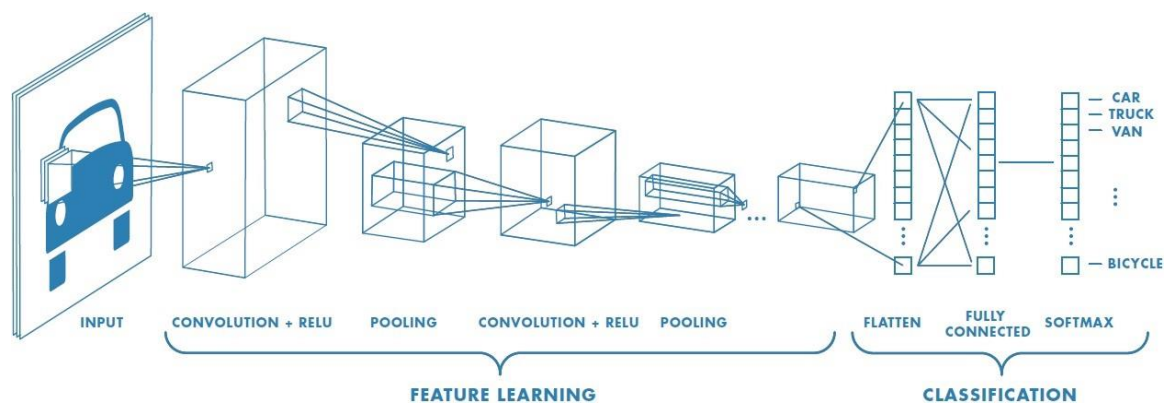 CAR
TRUCK
VAN
BICYCLE
INPUT
CONVOLUTION + RELU
POOLING
CONVOLUTION + RELU
POOLING
FLATTEN
FULLY
CONNECTED
SOFTMAX
FEATURE LEARNING
CLASSIFICATION